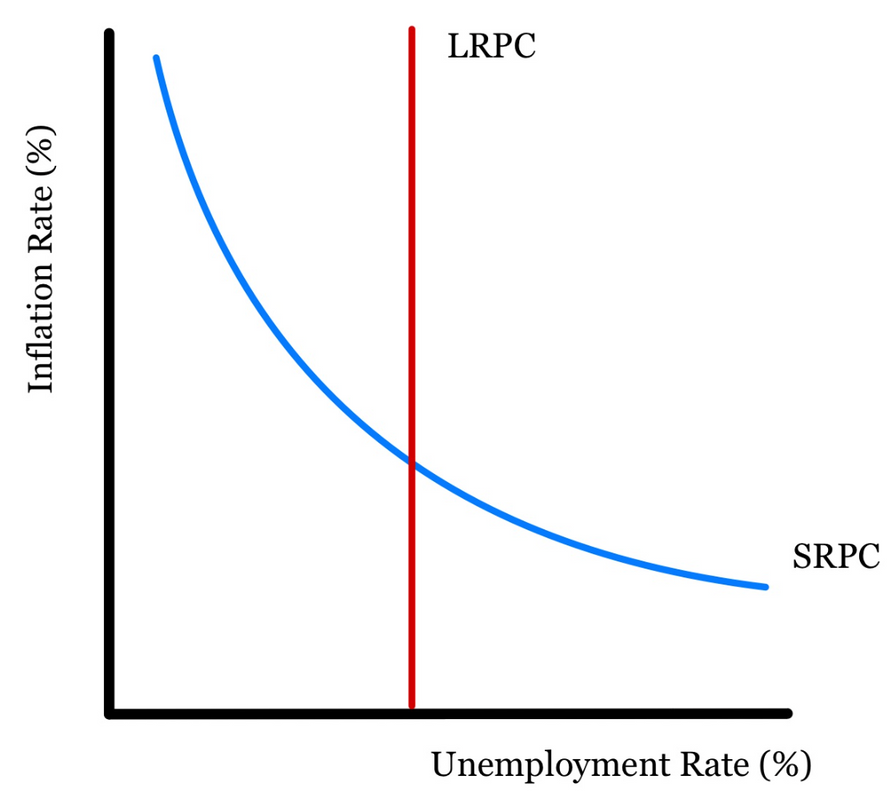 LRPC
Inflation Rate (%)
SRPC
Unemployment Rate (%)